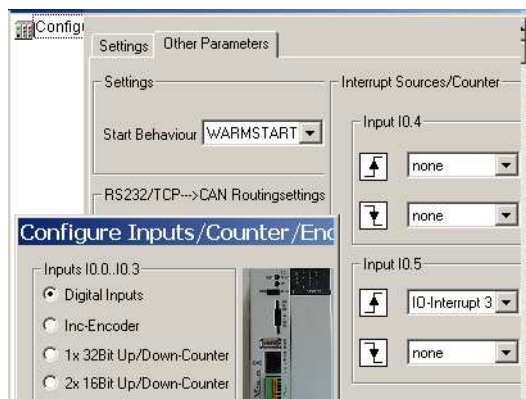 Configu
Settings
Other Parameters
Settings
Start Behaviour
WARMSTART
RS232/TCP--->CAN Routingsettings
Interrupt Sources/Counter
Input I0.4
none
none
Input I0.5
IO-Interrupt 3
none
Configure Inputs/Counter/Enc
Inputs I0.0..I0.3
Digital Inputs
Inc-Encoder
1x 32Bit Up/Down-Counter
2x 16Bit Up/Down-Counter